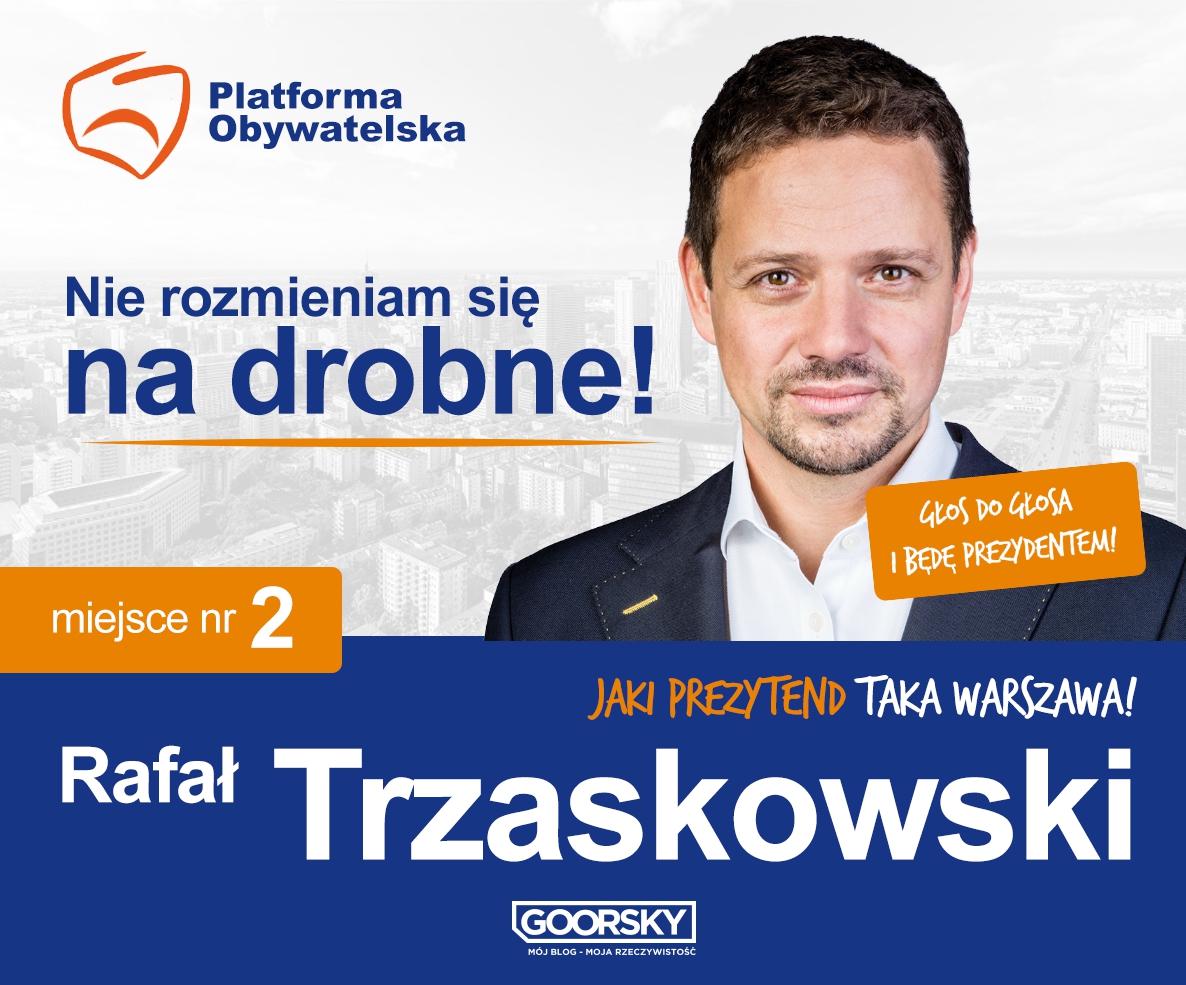 Platforma
Obywatelska
Nie rozmieniam się
na drobne!
GŁOS DO GŁOSA
I BĘDĘ PREZYDENTEM!
miejsce nr 2
JAKI PREZYTEND TAKA WARSZAWA!
Rafał Trzaskowski
GOORSKY
MÓJ BLOG - MOJA RZECZYWISTOŚĆ